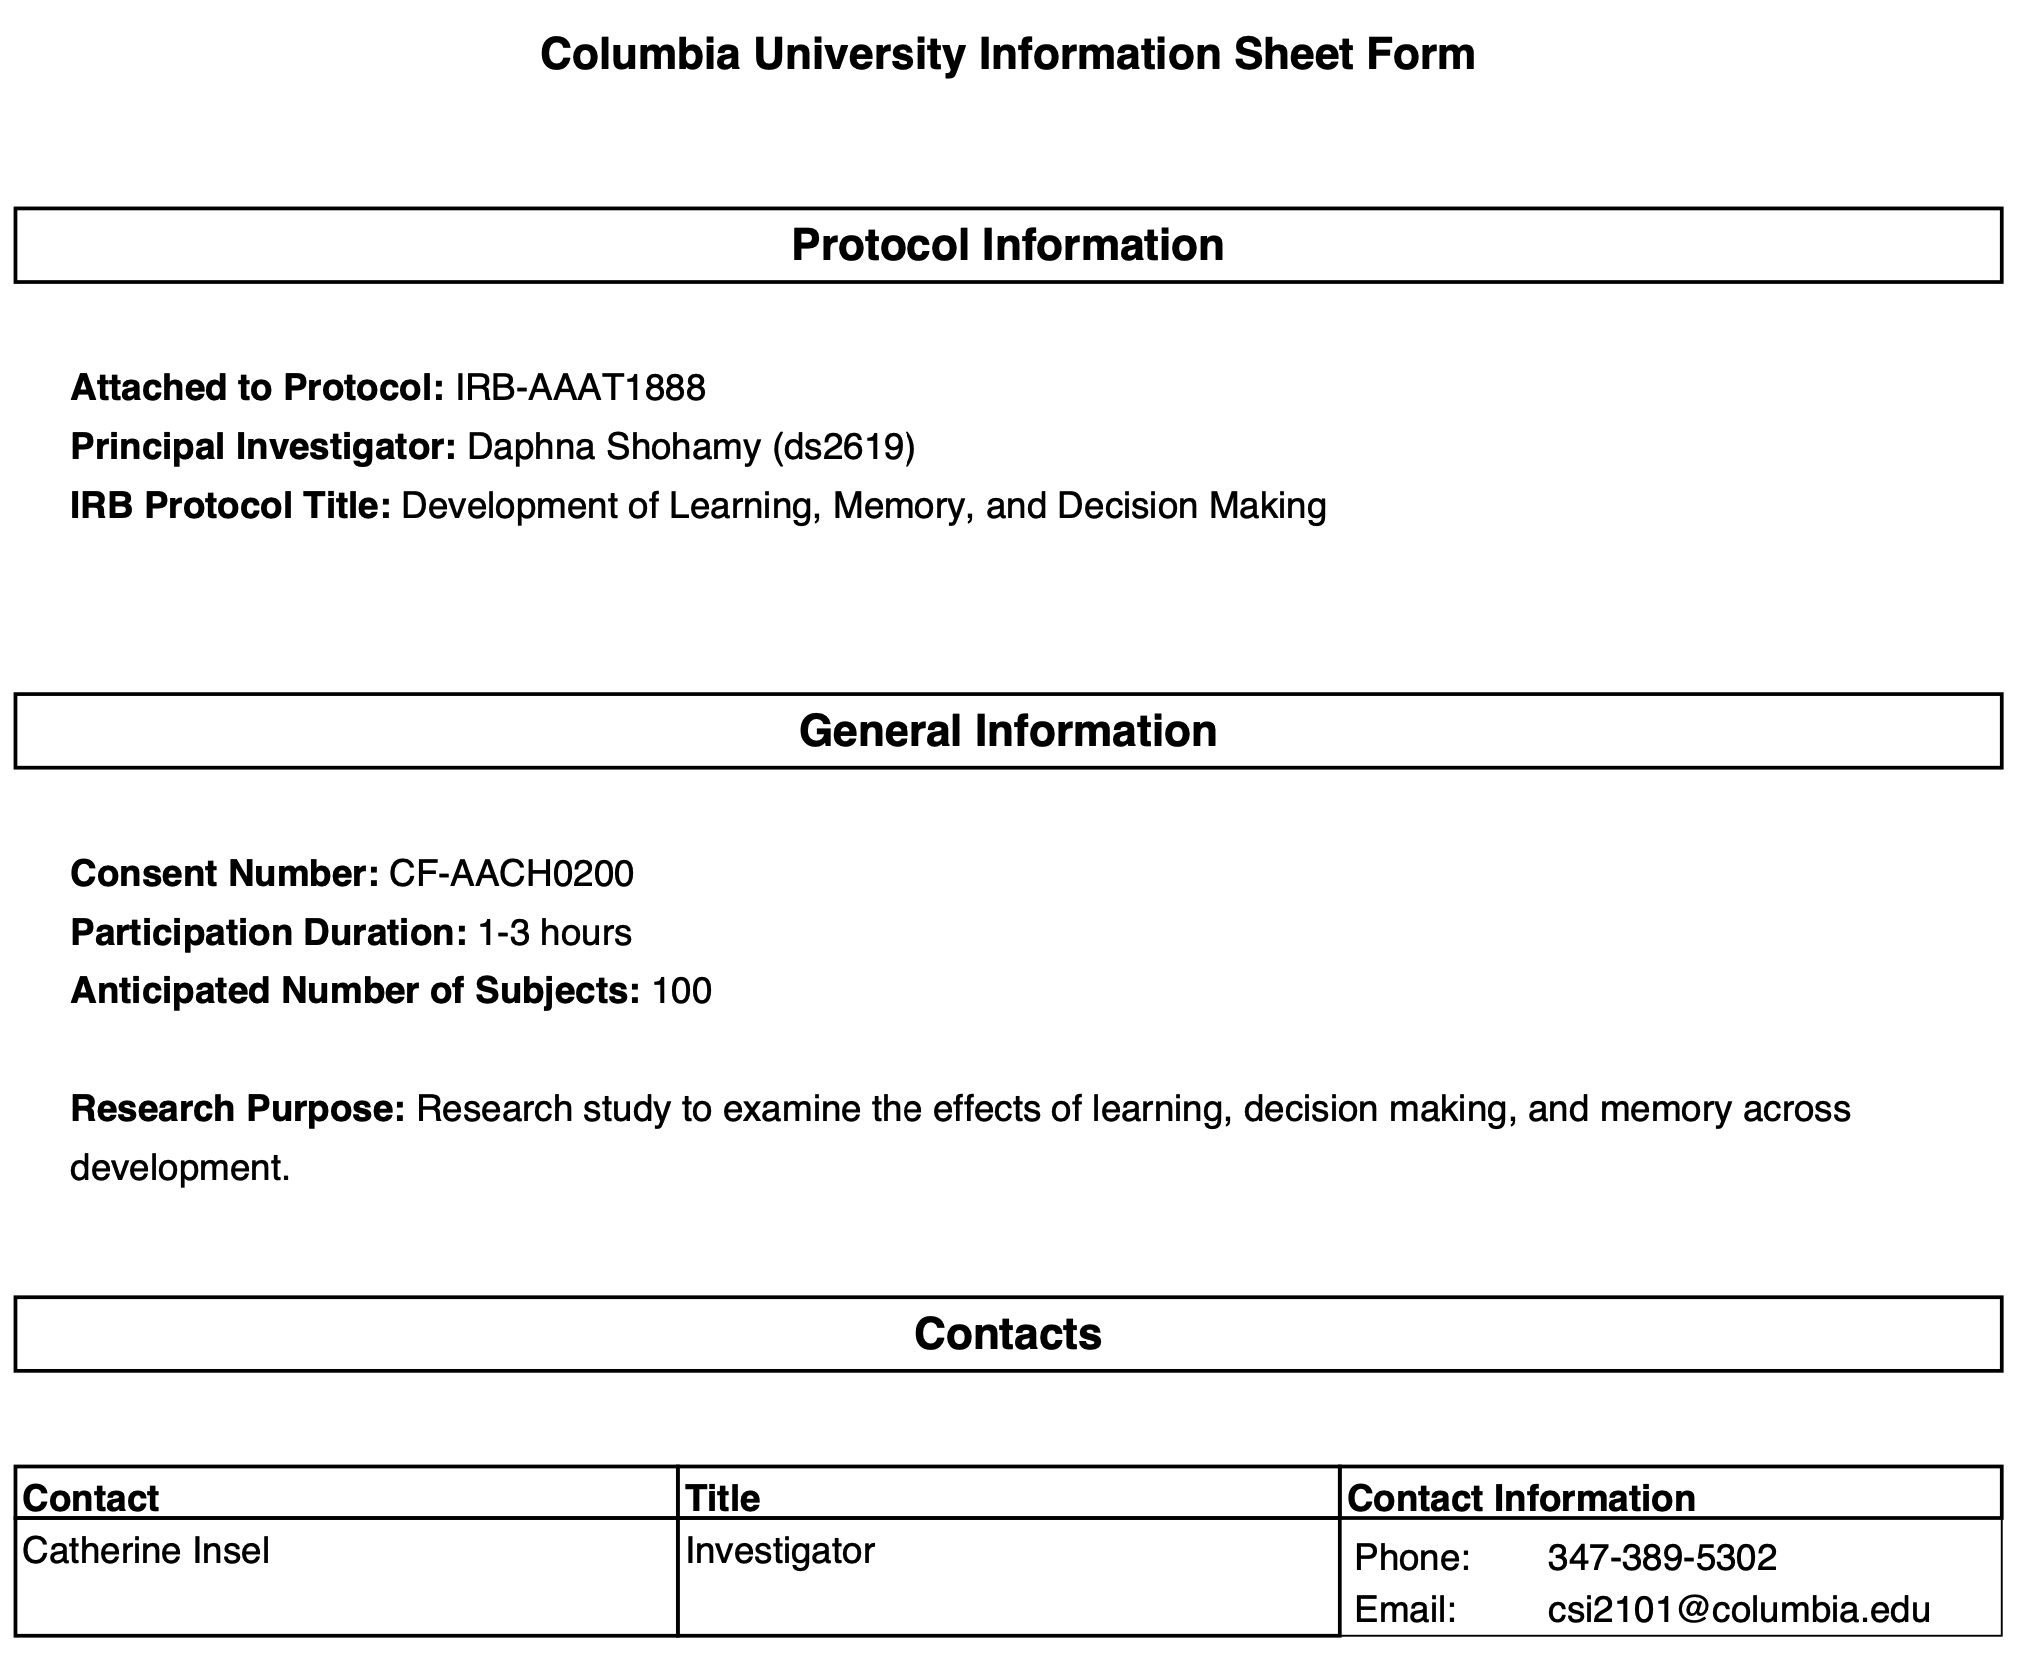 Columbia University Information Sheet Form
Protocol Information
Attached to Protocol: IRB-AAAT1888
Principal Investigator: Daphna Shohamy (ds2619)
IRB Protocol Title: Development of Learning, Memory, and Decision Making
General Information
Consent Number: CF-AACH0200
Participation Duration: 1-3 hours
Anticipated Number of Subjects: 100
Research Purpose: Research study to examine the effects of learning, decision making, and memory across
development.
Contacts
Contact Title Contact Information
Catherine Insel Investigator Phone: 347-389-5302
Email: csi2101@columbia.edu